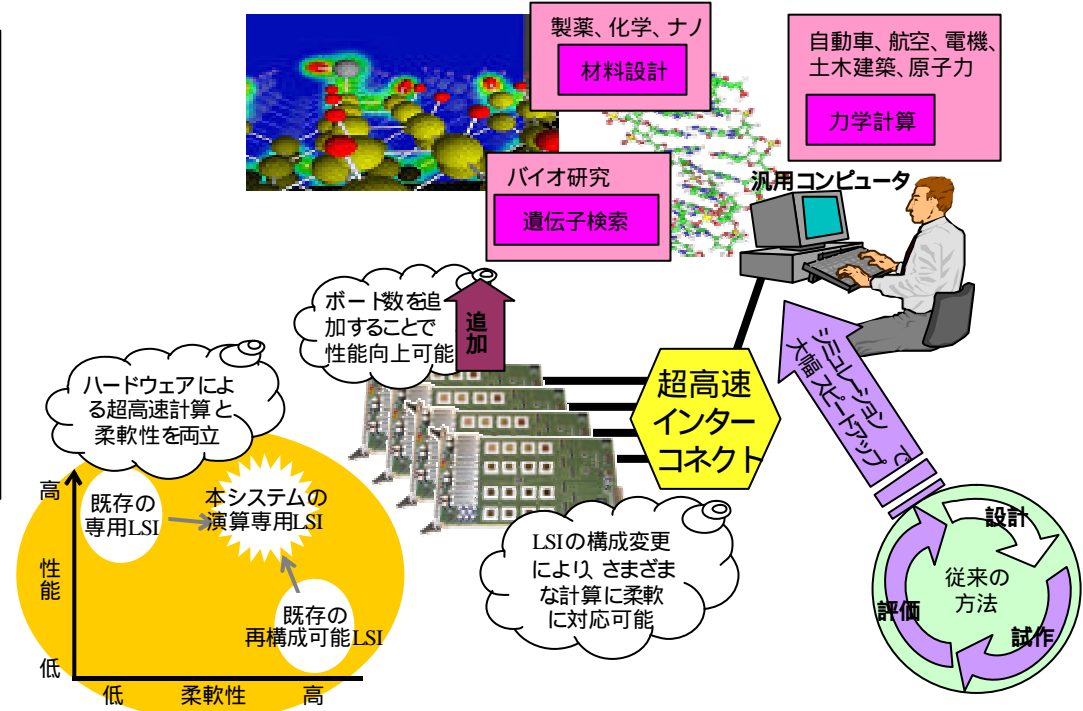 製薬、化学、ナノ
材料設計
自動車、航空、電機、
土木建築、原子力
力学計算
バイオ研究
遺伝子検索
汎用コンピュータ
ボード数を追
加することで
性能向上可能
追
加
超高速
インター
コネクト
シミュレーションで
大幅スピードアップ
ハードウェアによ
る超高速計算と
柔軟性を両立
高
性
能
低
既存の
専用LSI
本システムの
演算専用LSI
既存の
再構成可能LSI
低
柔軟性
高
LSIの構成変更
により、さまざま
な計算に柔軟
に対応可能
設計
従来の
方法
評価
試作